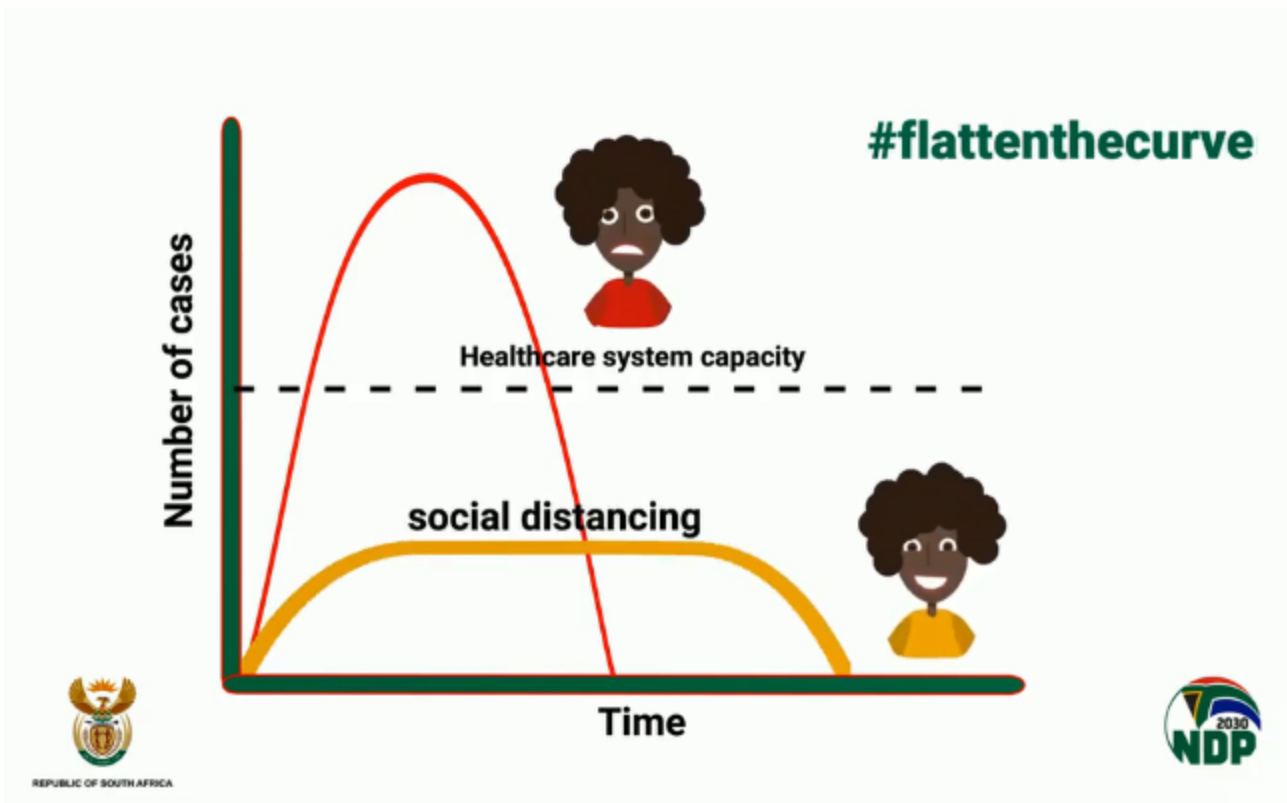 #flattenthecurve
Number of cases
Healthcare system capacity
social distancing
Time
REPUBLIC OF SOUTH AFRICA
2030
NDP